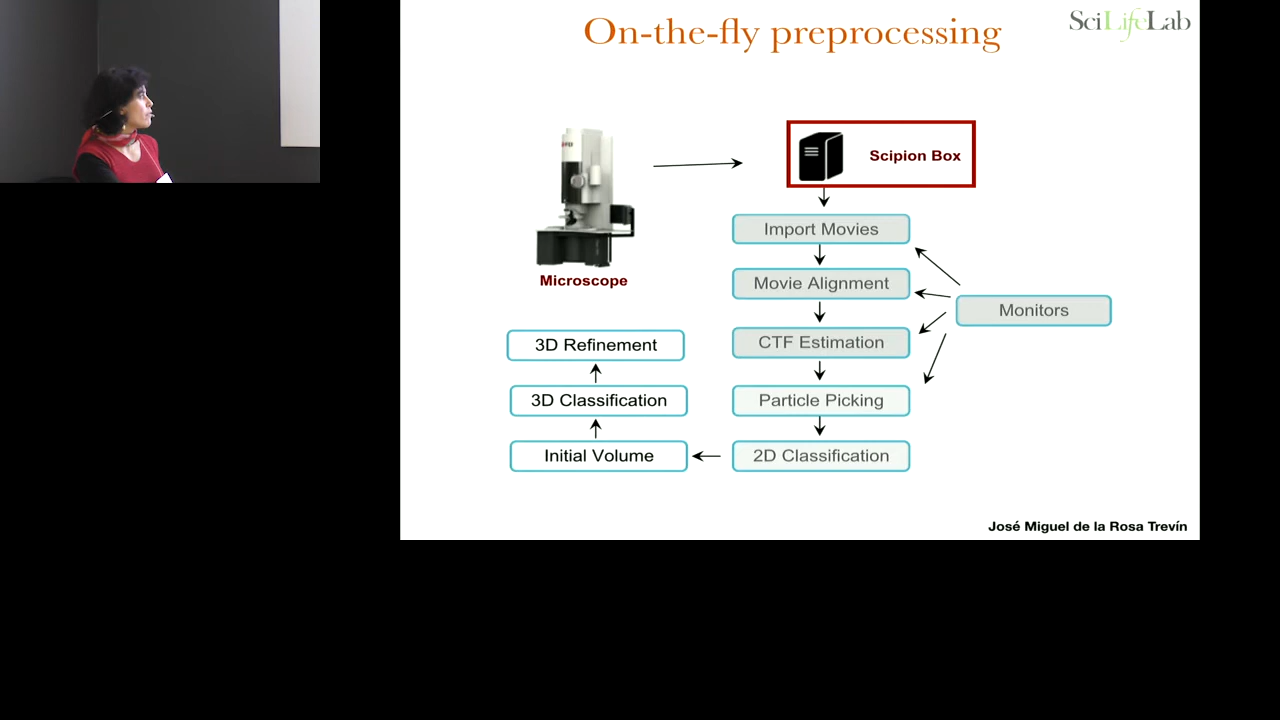 On-the-fly preprocessing
SciLifeLab
Scipion Box
Microscope
Import Movies
Movie Alignment
Monitors
CTF Estimation
Particle Picking
2D Classification
3D Refinement
3D Classification
Initial Volume
José Miguel de la Rosa Trevín